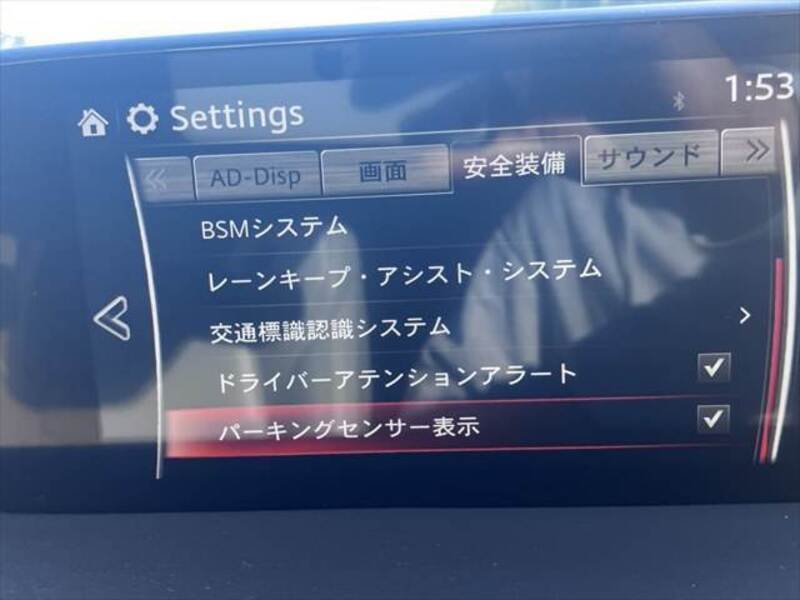 1:53
Settings
AD-Disp 画面 安全装備 サウンド
BSMシステム
レーンキープ・アシスト・システム
交通標識認識システム
ドライバーアテンションアラート
パーキングセンサー表示